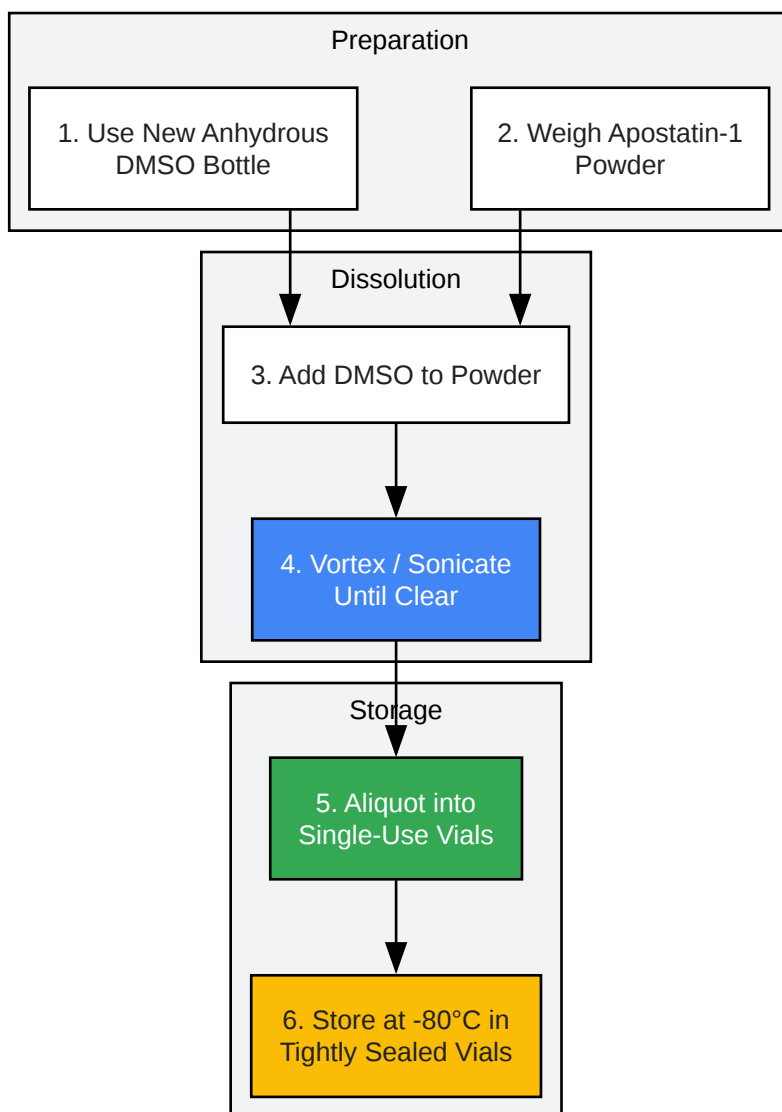 Preparation
1. Use New Anhydrous
DMSO Bottle
2. Weigh Apostatin-1
Powder
Dissolution
3. Add DMSO to Powder
4. Vortex / Sonicate
Until Clear
Storage
5. Aliquot into
Single-Use Vials
6. Store at -80°C in
Tightly Sealed Vials